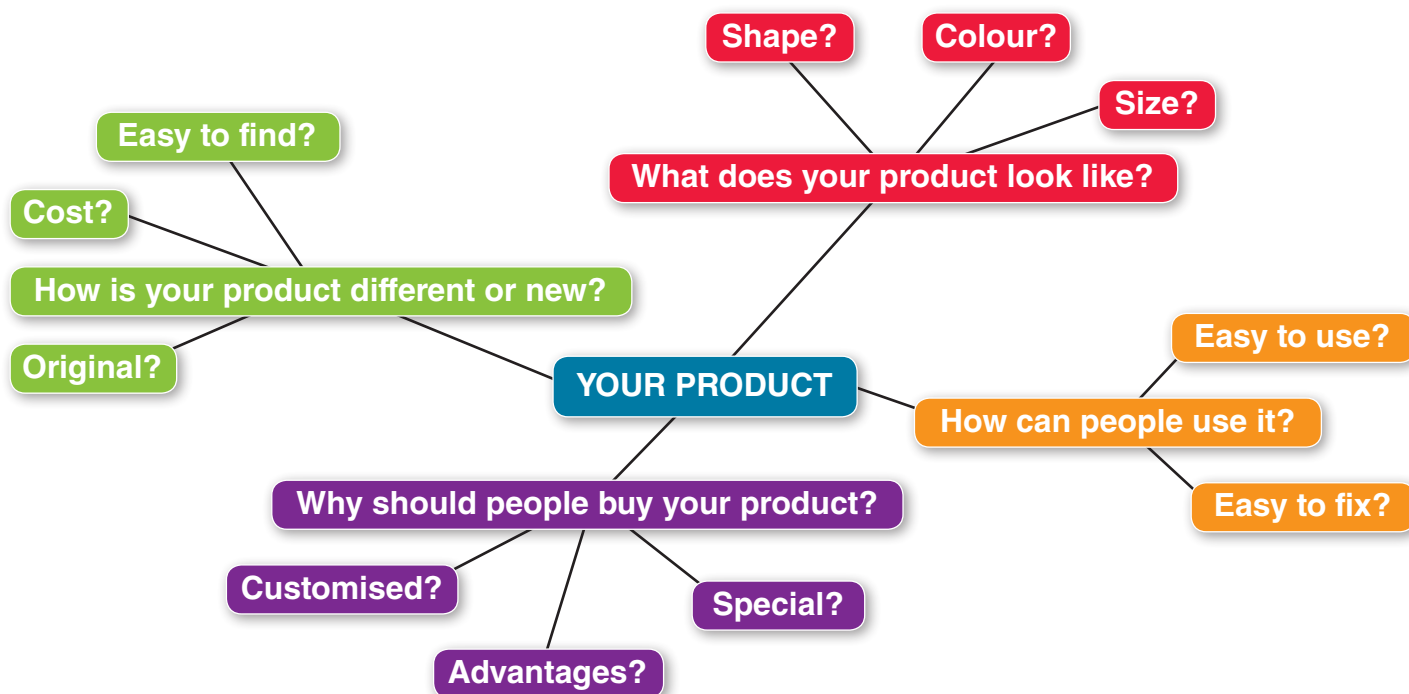 Shape?
Colour?
Size?
What does your product look like?
Easy to find?
Cost?
How is your product different or new?
Original?
YOUR PRODUCT
Easy to use?
How can people use it?
Easy to fix?
Why should people buy your product?
Customised?
Special?
Advantages?